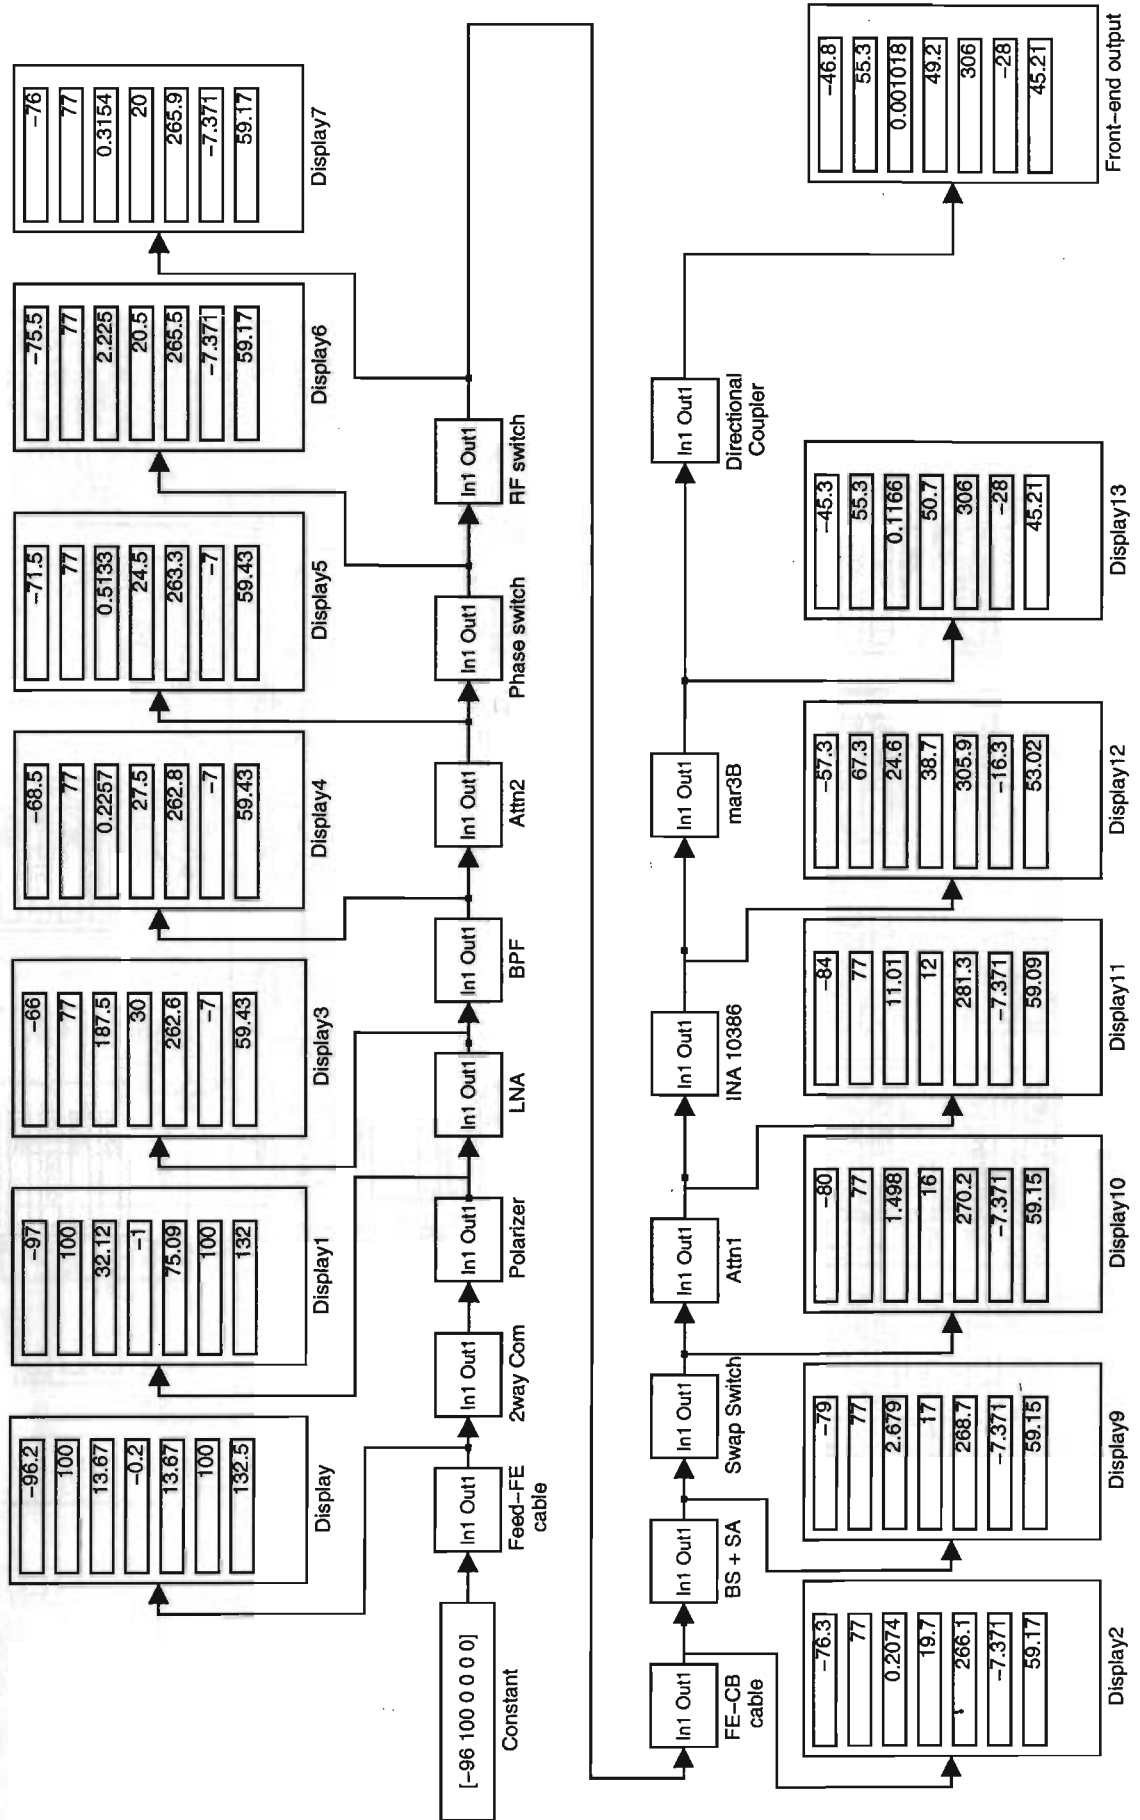 -96.2
100
13.67
-0.2
13.67
100
132.5
Display
-97
100
32.12
-1
75.09
100
132
Display1
-66
77
187.5
30
262.6
-7
59.43
Display3
-68.5
77
0.2257
27.5
262.8
-7
59.43
Display4
-71.5
77
0.5133
24.5
263.3
-7
59.43
Display5
-75.5
77
2.225
20.5
265.5
-7.371
59.17
Display6
-76
77
0.3154
20
265.9
-7.371
59.17
Display7
[-96 100 0 0 0 0 0]
Constant
In1 Out1
Feed-FE
cable
In1 Out1
2way Com
In1 Out1
Polarizer
In1 Out1
LNA
In1 Out1
BPF
In1 Out1
Attn2
In1 Out1
Phase switch
In1 Out1
RF switch
In1 Out1
FE-CB
cable
In1 Out1
BS + SA
In1 Out1
Swap Switch
In1 Out1
Attn1
In1 Out1
INA 10386
In1 Out1
mar3B
In1 Out1
Directional
Coupler
-76.3
77
0.2074
19.7
266.1
-7.371
59.17
Display2
-79
77
2.679
17
268.7
-7.371
59.15
Display9
-80
77
1.498
16
270.2
-7.371
59.15
Display10
-84
77
11.01
12
281.3
-7.371
59.09
Display11
-57.3
67.3
24.6
38.7
305.9
-16.3
53.02
Display12
-45.3
55.3
0.1166
50.7
306
-28
45.21
Display13
-46.8
55.3
0.001018
49.2
306
-28
45.21
Front-end output